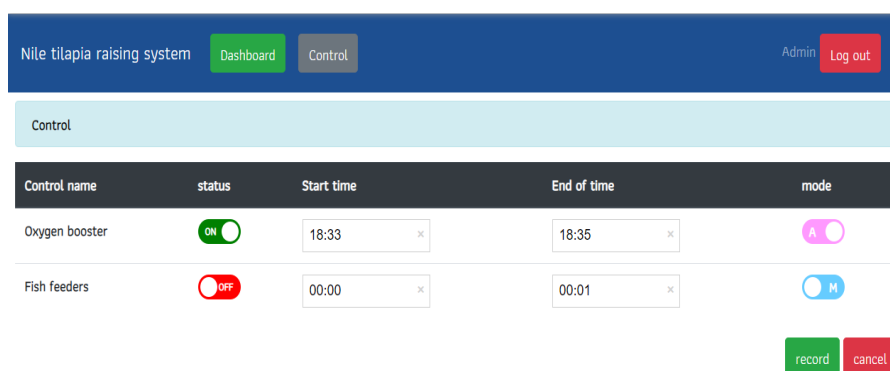 Nile tilapia raising system Dashboard Control Admin Log out
Control
Control name status Start time End of time mode
Oxygen booster ON 18:33 × 18:35 × A
Fish feeders OFF 00:00 × 00:01 × M
record cancel